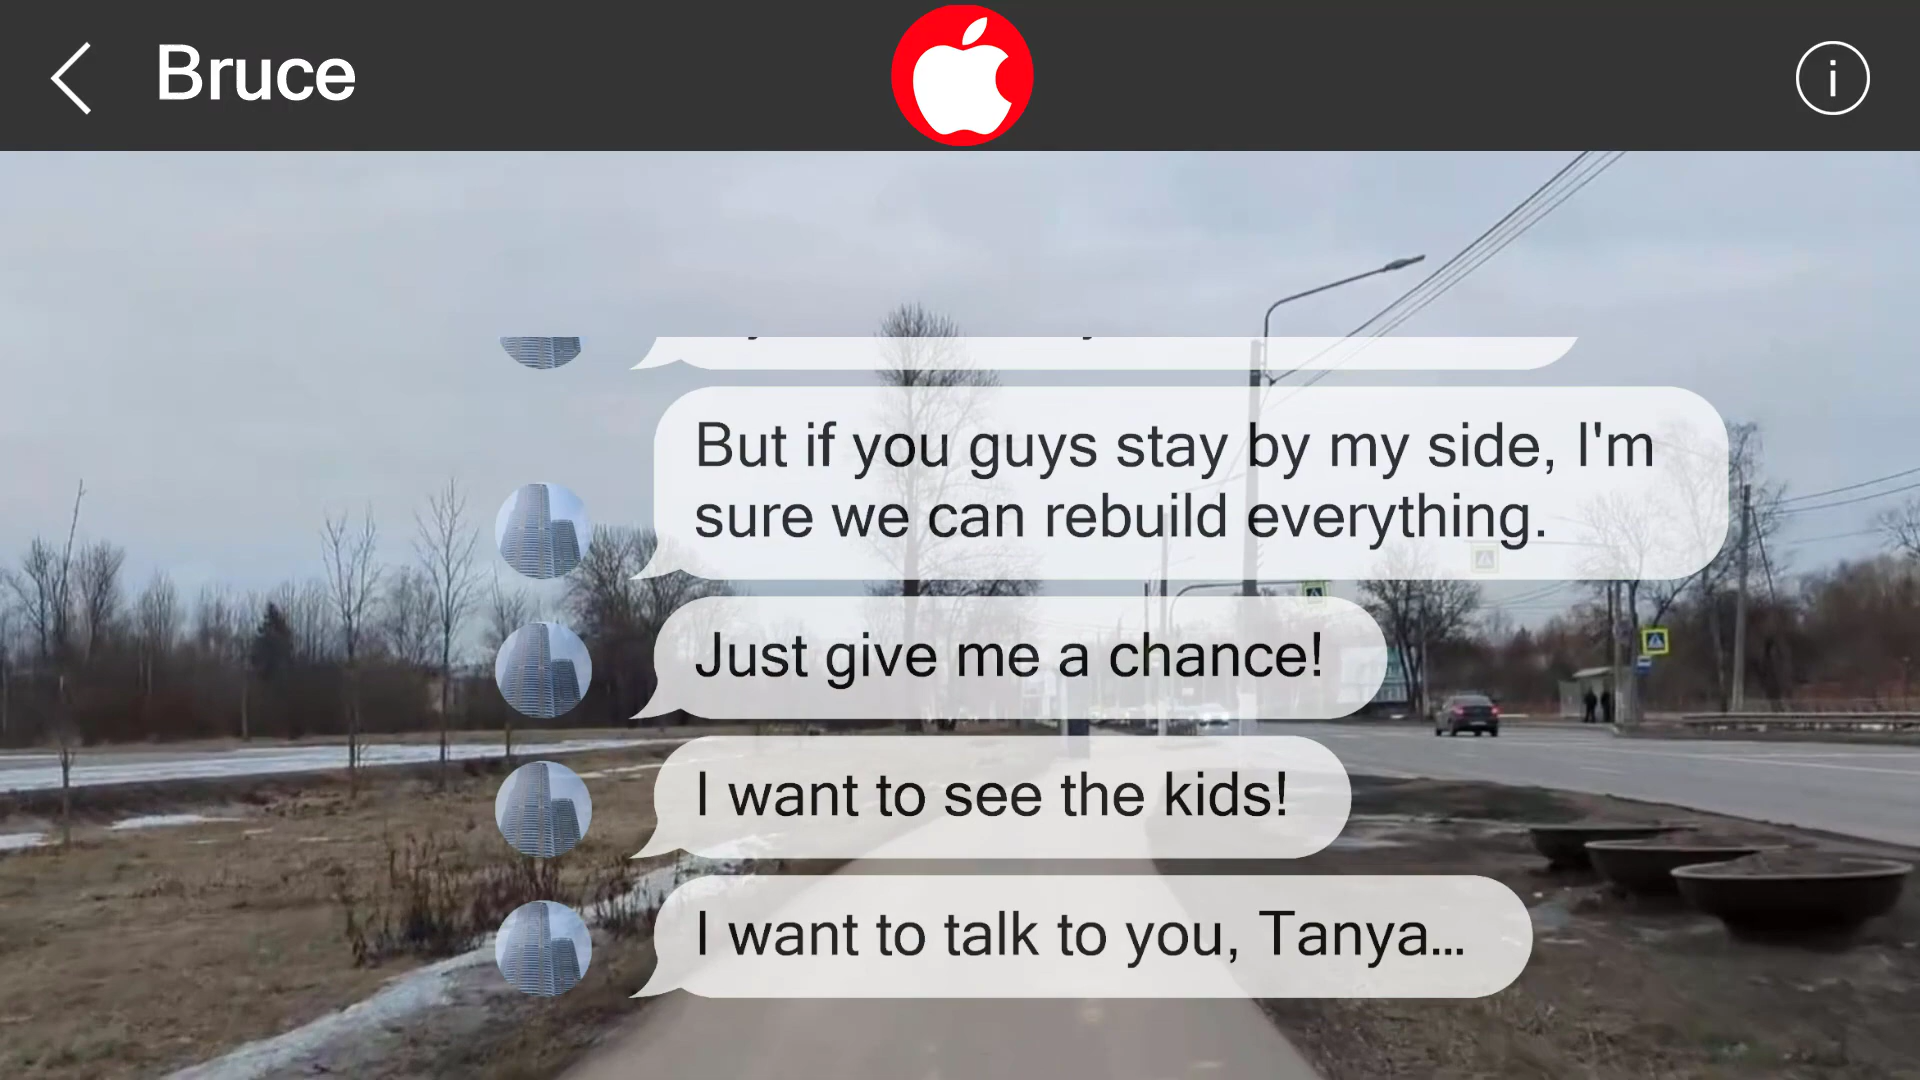 Bruce
But if you guys stay by my side, I'm
sure we can rebuild everything.
Just give me a chance!
I want to see the kids!
I want to talk to you, Tanya...